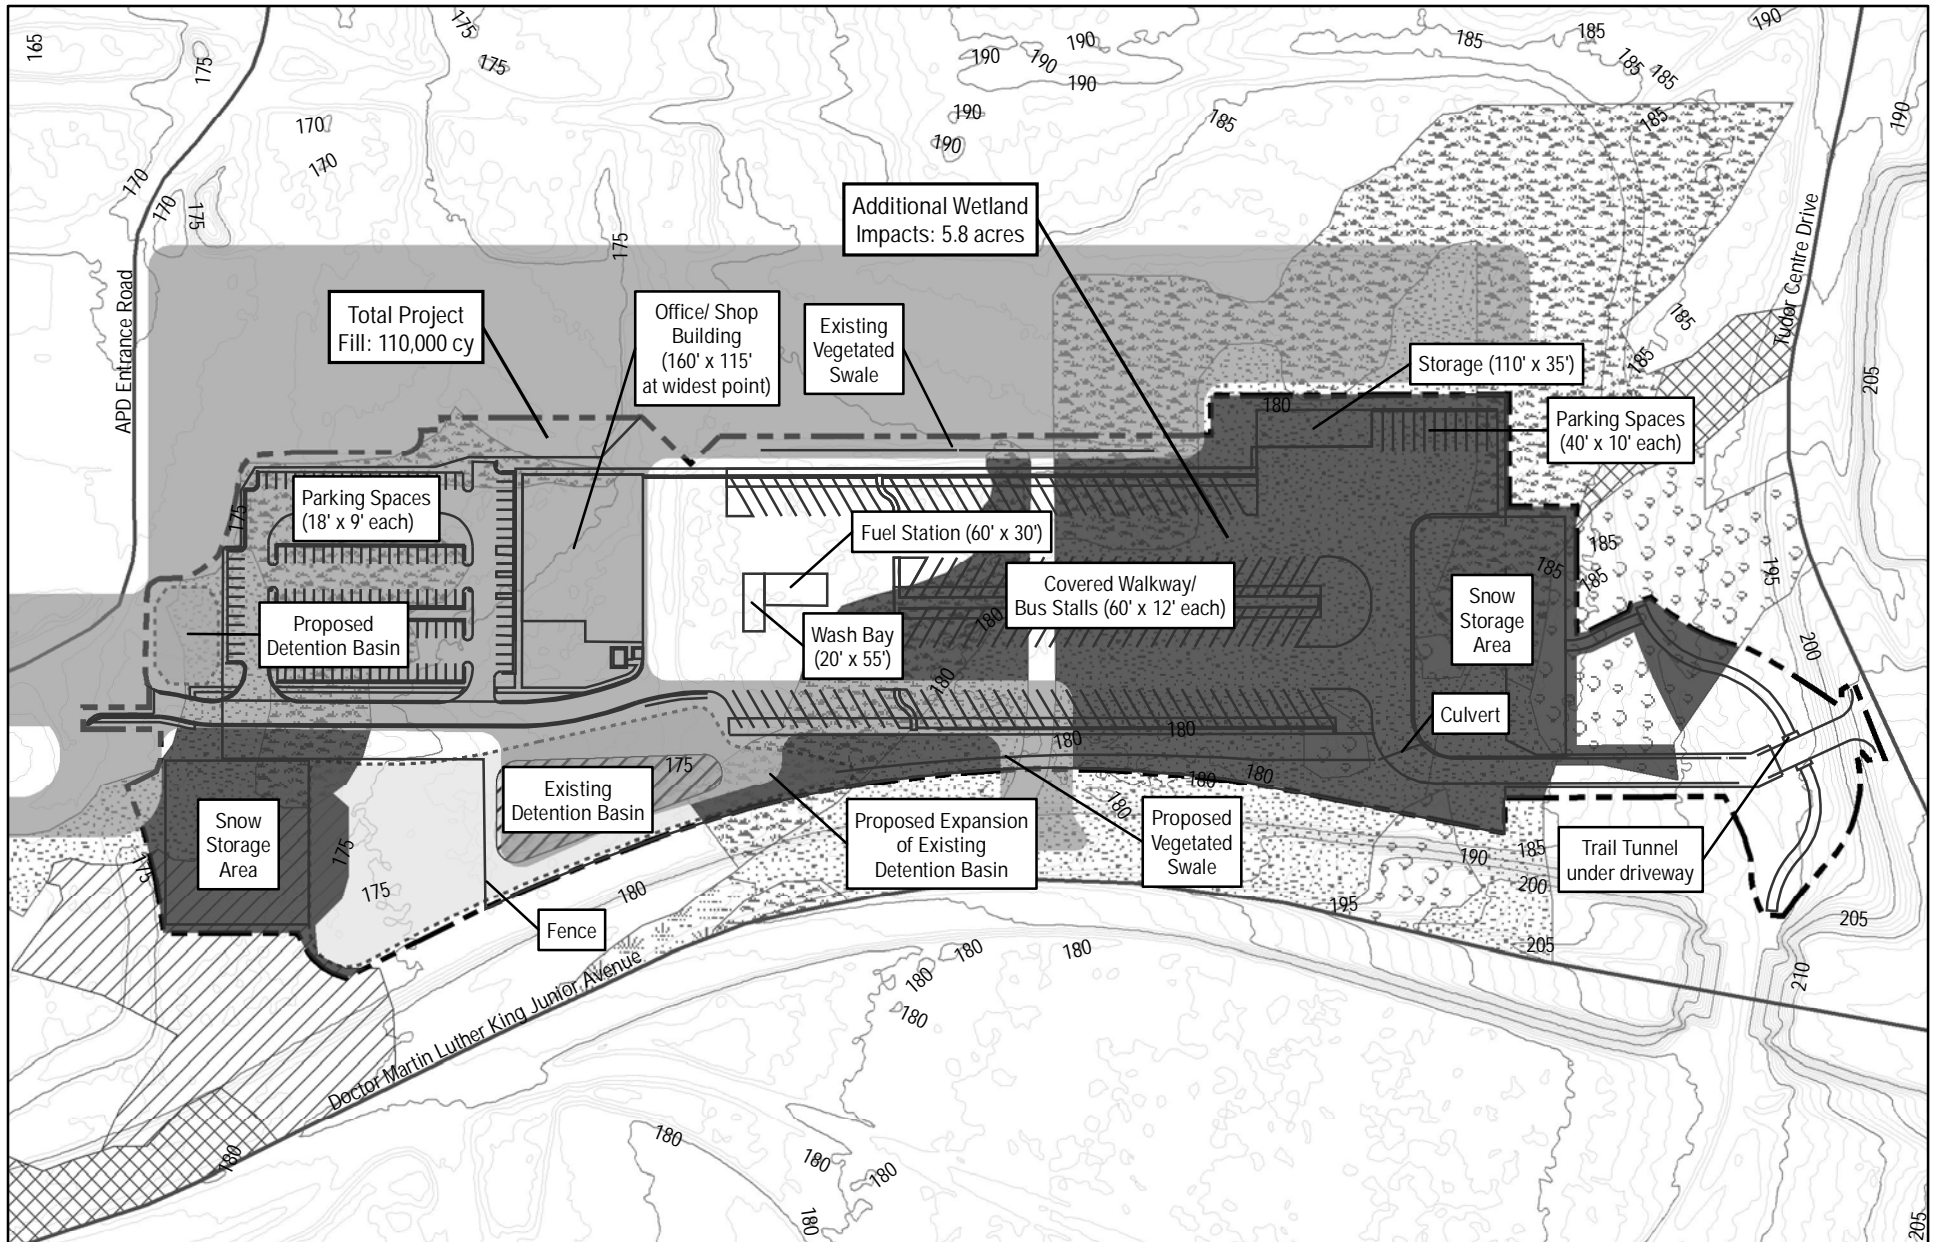 165
175
175
175
190
190
190
190
190
190
185
185
185
185
185
185
190
190
170
170
170
170
175
175
185
Additional Wetland
Impacts: 5.8 acres
APD Entrance Road
Tudor Centre Drive
Total Project
Fill: 110,000 cy
Office/ Shop
Building
(160' x 115'
at widest point)
Existing
Vegetated
Swale
185
185
Storage (110' x 35')
205
180
Parking Spaces
(40' x 10' each)
Parking Spaces
(18' x 9' each)
175
Fuel Station (60' x 30')
185
185
185
195
Covered Walkway/
Bus Stalls (60' x 12' each)
Snow
Storage
Area
180
Proposed
Detention Basin
Wash Bay
(20' x 55')
200
180
Culvert
180
180
175
Existing
Detention Basin
180
180
180
Proposed Expansion
of Existing
Detention Basin
Proposed
Vegetated
Swale
Snow
Storage
Area
175
175
175
190
185
200
Trail Tunnel
under driveway
180
195
205
Fence
205
180
180
180
180
210
Doctor Martin Luther King Junior Avenue
180
180
180
180
180
205